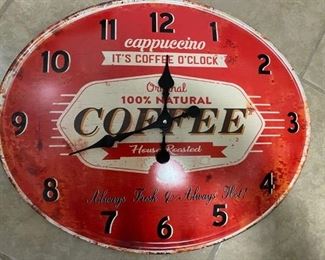 12
11 1
cappuccino
IT'S COFFEE O'CLOCK
10 2
Original
100% NATURAL
9 COFFEE 3
House Roasted
8 4
Always Fresh & Always Hot!
7 5
6